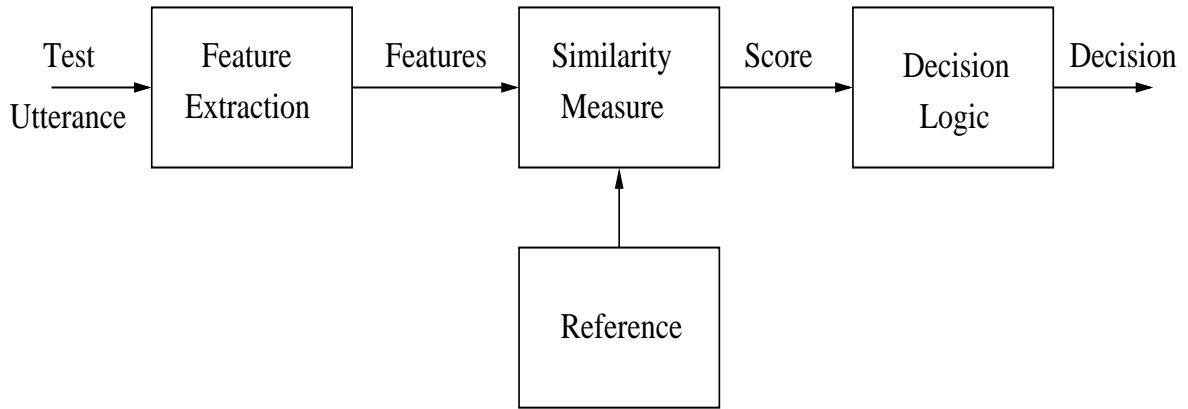 Test
Utterance
Feature
Extraction
Features
Similarity
Measure
Score
Decision
Logic
Decision
Reference